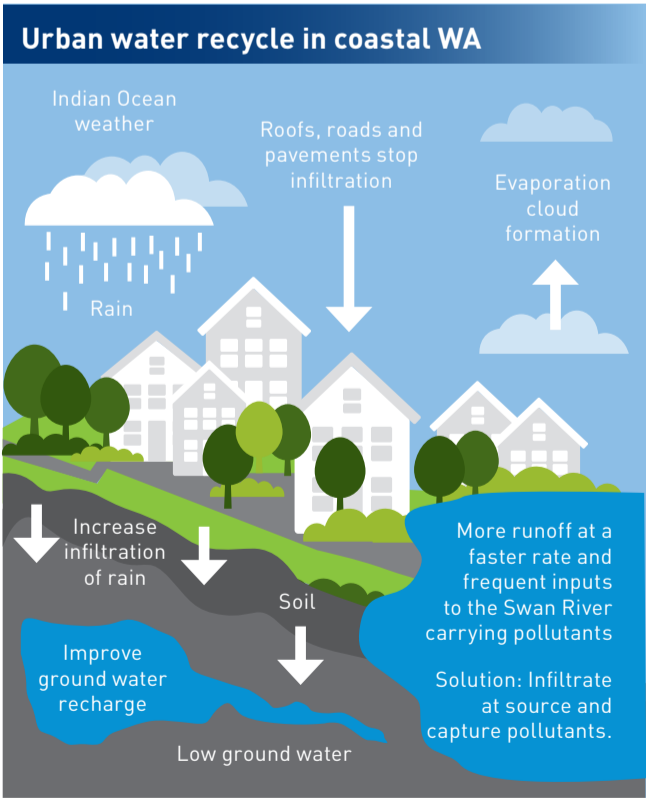 Urban water recycle in coastal WA
Indian Ocean
weather
Roofs, roads and
pavements stop
infiltration
Evaporation
cloud
formation
Rain
Increase
infiltration
of rain
Soil
More runoff at a
faster rate and
frequent inputs
to the Swan River
carrying pollutants
Solution: Infiltrate
at source and
capture pollutants.
Improve
ground water
recharge
Low ground water